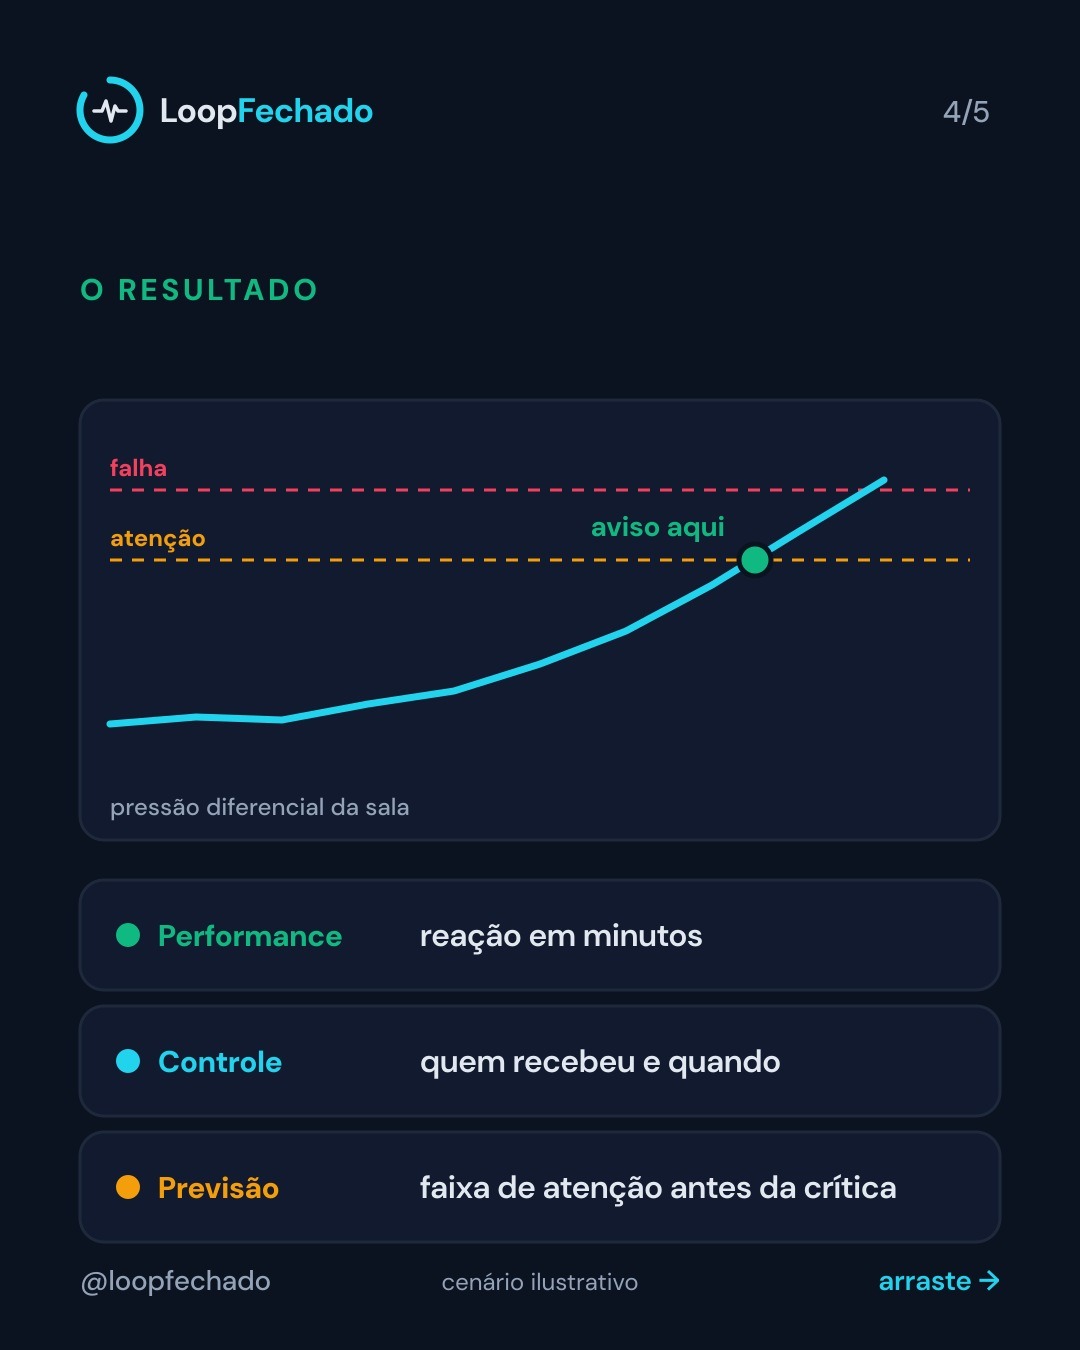 LoopFechado
4/5
O RESULTADO
falha
atenção
aviso aqui
pressão diferencial da sala
Performance reação em minutos
Controle quem recebeu e quando
Previsão faixa de atenção antes da crítica
@loopfechado cenário ilustrativo arraste →